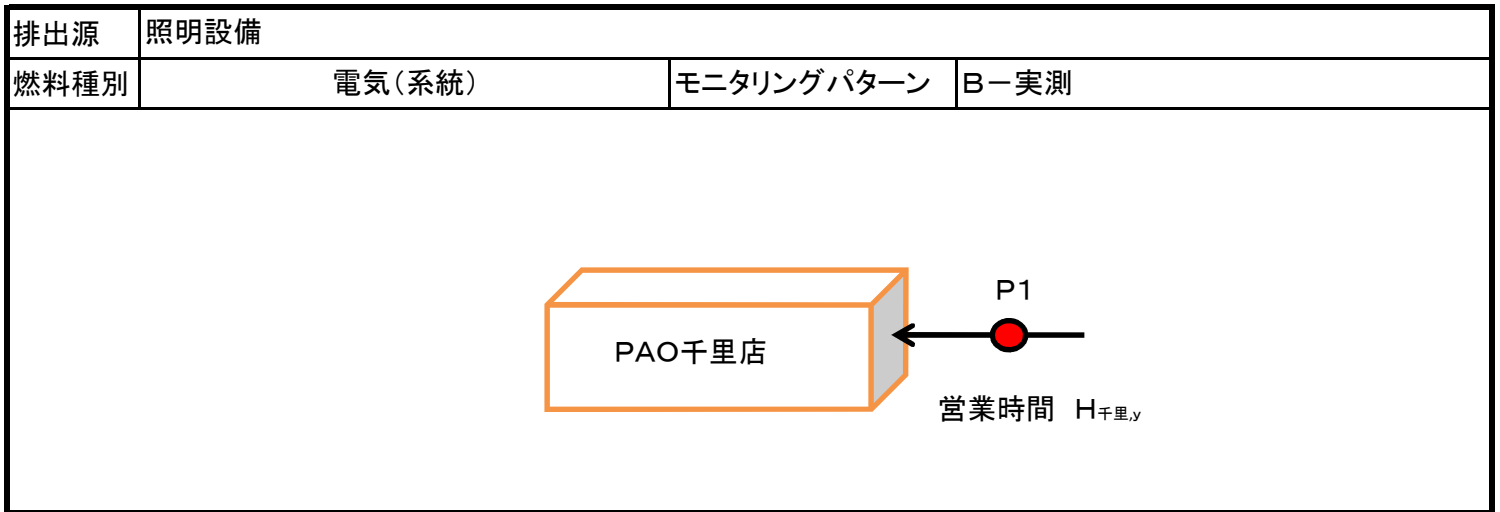 排出源 照明設備
燃料種別 電気(系統) モニタリングパターン B-実測
P1
PAO千里店
営業時間 H千里,y